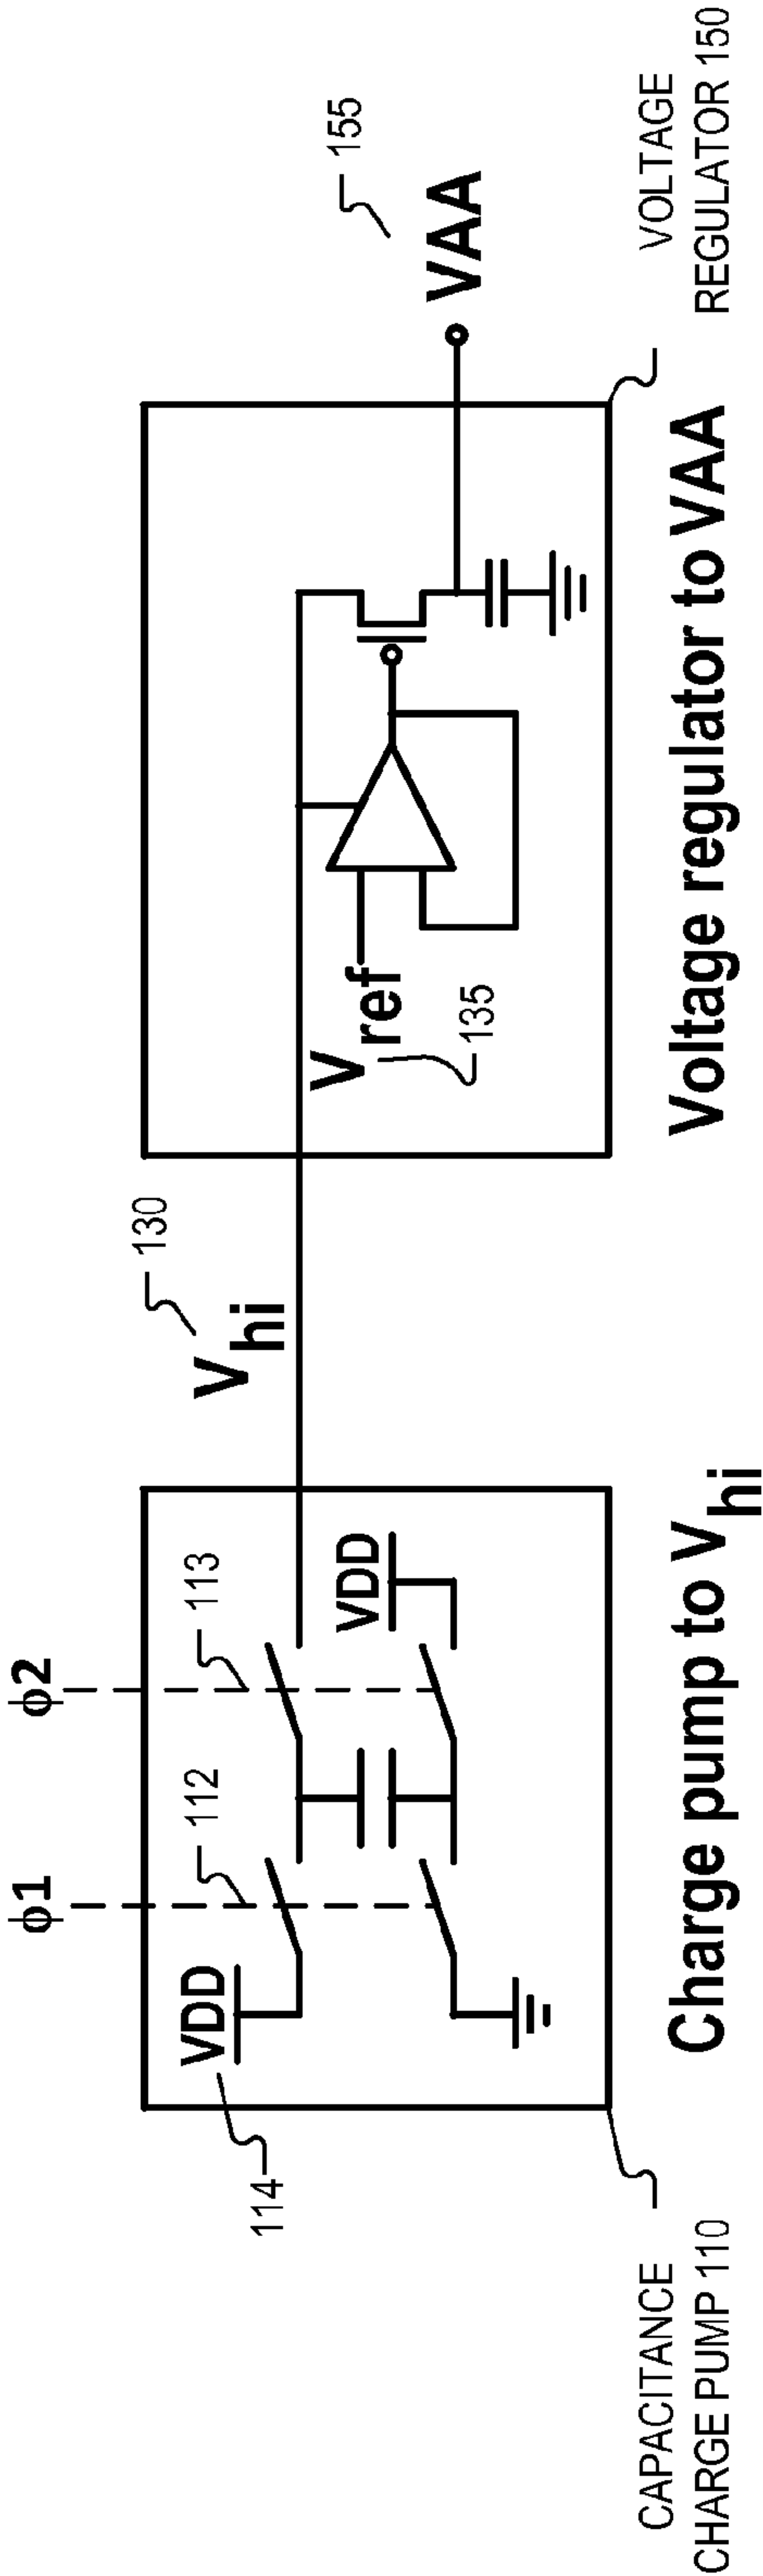 ϕ1
ϕ2
112
113
VDD
114
VDD
Vhi
130
Vref
135
VAA
155
Charge pump to Vhi
Voltage regulator to VAA
CAPACITANCE
CHARGE PUMP 110
VOLTAGE
REGULATOR 150